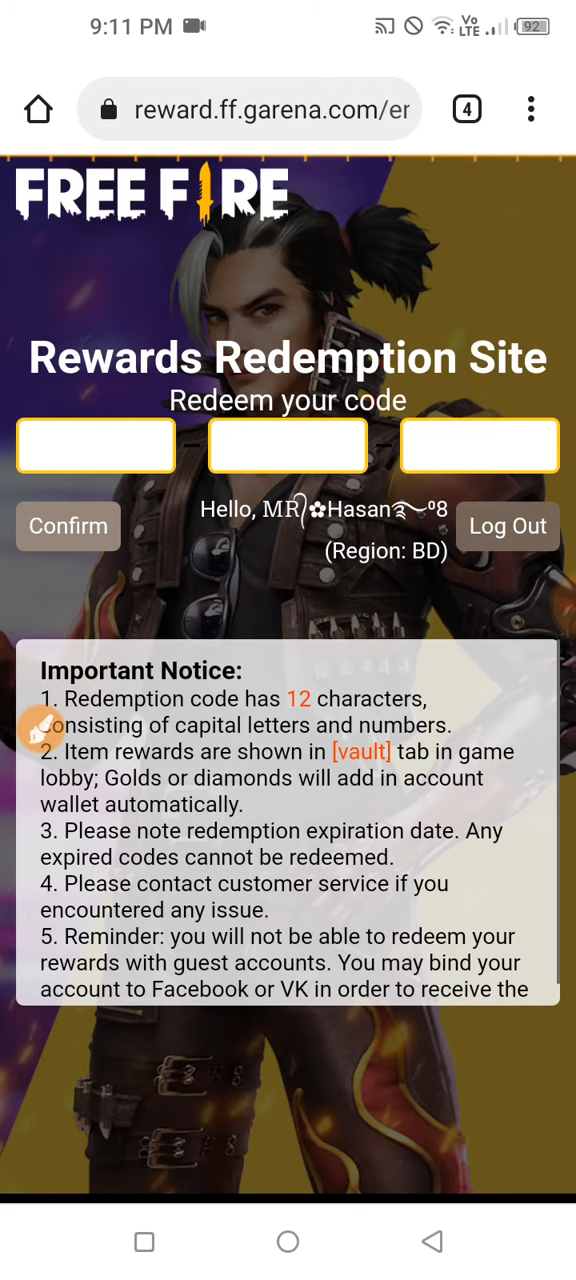 9:11 PM
Vo
LTE
92
reward.ff.garena.com/er
4
FREE FIRE
Rewards Redemption Site
Redeem your code
Hello, MR᭄✿Hasan࿐º8
(Region: BD)
Confirm
Log Out
Important Notice:
1. Redemption code has 12 characters,
consisting of capital letters and numbers.
2. Item rewards are shown in [vault] tab in game
lobby; Golds or diamonds will add in account
wallet automatically.
3. Please note redemption expiration date. Any
expired codes cannot be redeemed.
4. Please contact customer service if you
encountered any issue.
5. Reminder: you will not be able to redeem your
rewards with guest accounts. You may bind your
account to Facebook or VK in order to receive the